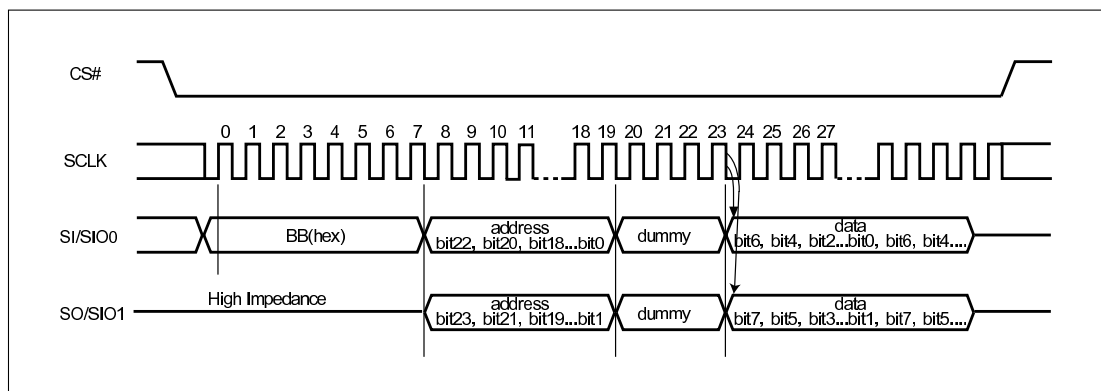 CS#
0 1 2 3 4 5 6 7 8 9 10 11 18 19 20 21 22 23 24 25 26 27
SCLK
SI/SIO0
BB(hex)
address
bit22, bit20, bit18...bit0
dummy
data
bit6, bit4, bit2...bit0, bit6, bit4....
High Impedance
SO/SIO1
address
bit23, bit21, bit19...bit1
dummy
data
bit7, bit5, bit3...bit1, bit7, bit5....